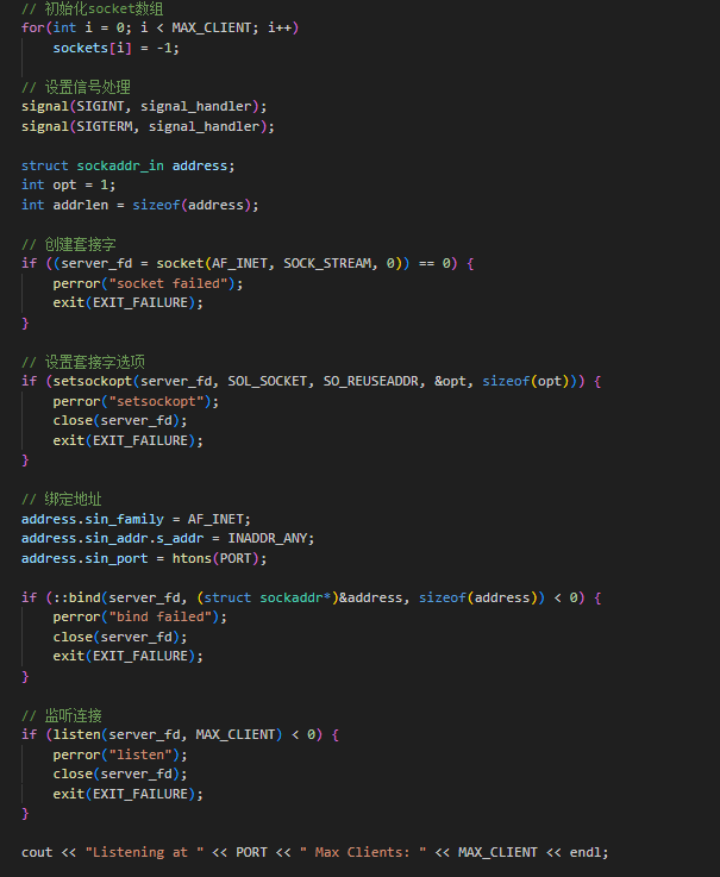 // 初始化socket数组
for(int i = 0; i < MAX_CLIENT; i++)
    sockets[i] = -1;

// 设置信号处理
signal(SIGINT, signal_handler);
signal(SIGTERM, signal_handler);

struct sockaddr_in address;
int opt = 1;
int addrlen = sizeof(address);

// 创建套接字
if ((server_fd = socket(AF_INET, SOCK_STREAM, 0)) == 0) {
    perror("socket failed");
    exit(EXIT_FAILURE);
}

// 设置套接字选项
if (setsockopt(server_fd, SOL_SOCKET, SO_REUSEADDR, &opt, sizeof(opt))) {
    perror("setsockopt");
    close(server_fd);
    exit(EXIT_FAILURE);
}

// 绑定地址
address.sin_family = AF_INET;
address.sin_addr.s_addr = INADDR_ANY;
address.sin_port = htons(PORT);

if (::bind(server_fd, (struct sockaddr*)&address, sizeof(address)) < 0) {
    perror("bind failed");
    close(server_fd);
    exit(EXIT_FAILURE);
}

// 监听连接
if (listen(server_fd, MAX_CLIENT) < 0) {
    perror("listen");
    close(server_fd);
    exit(EXIT_FAILURE);
}

cout << "Listening at " << PORT << " Max Clients: " << MAX_CLIENT << endl;